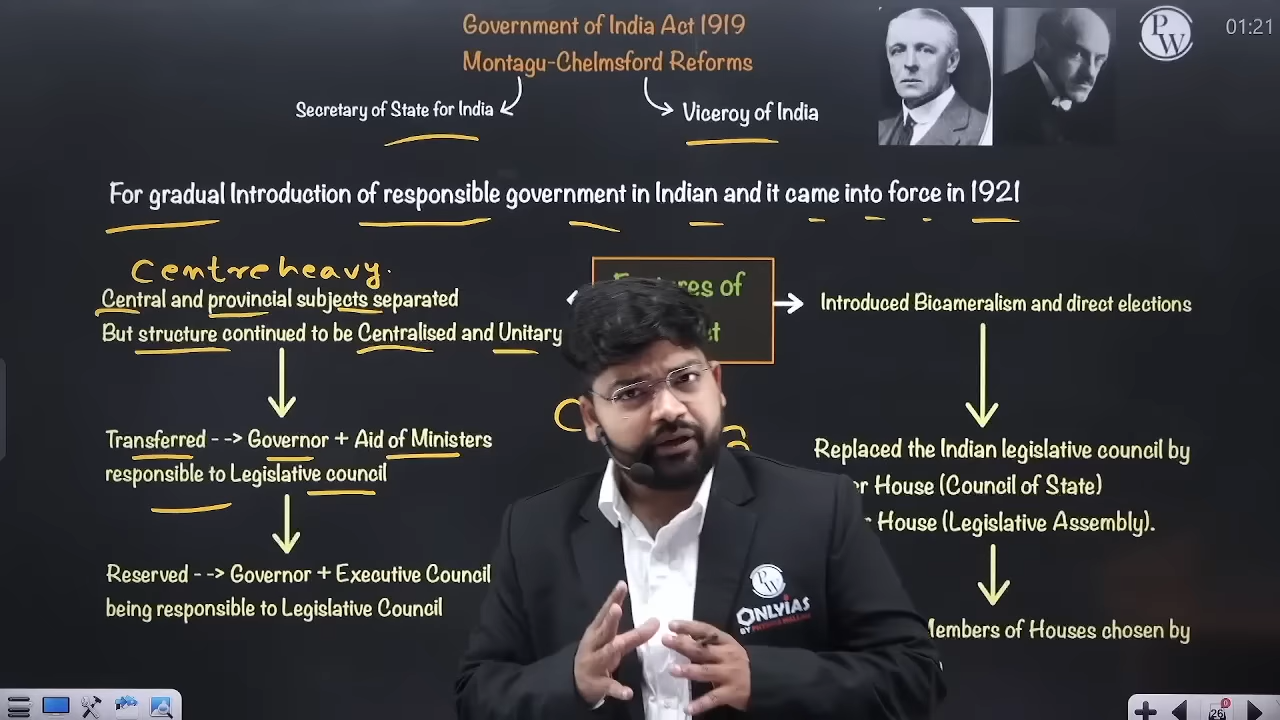 Government of India Act 1919
Montagu-Chelmsford Reforms
PW
01:21
Secretary of State for India
Viceroy of India
For gradual Introduction of responsible government in Indian and it came into force in 1921
Centre heavy.
Central and provincial subjects separated
But structure continued to be Centralised and Unitary
of
Introduced Bicameralism and direct elections
Transferred --> Governor + Aid of Ministers
responsible to Legislative council
Replaced the Indian legislative council by
House (Council of State)
House (Legislative Assembly).
Reserved --> Governor + Executive Council
being responsible to Legislative Council
Members of Houses chosen by
PW
ONLYIAS
26